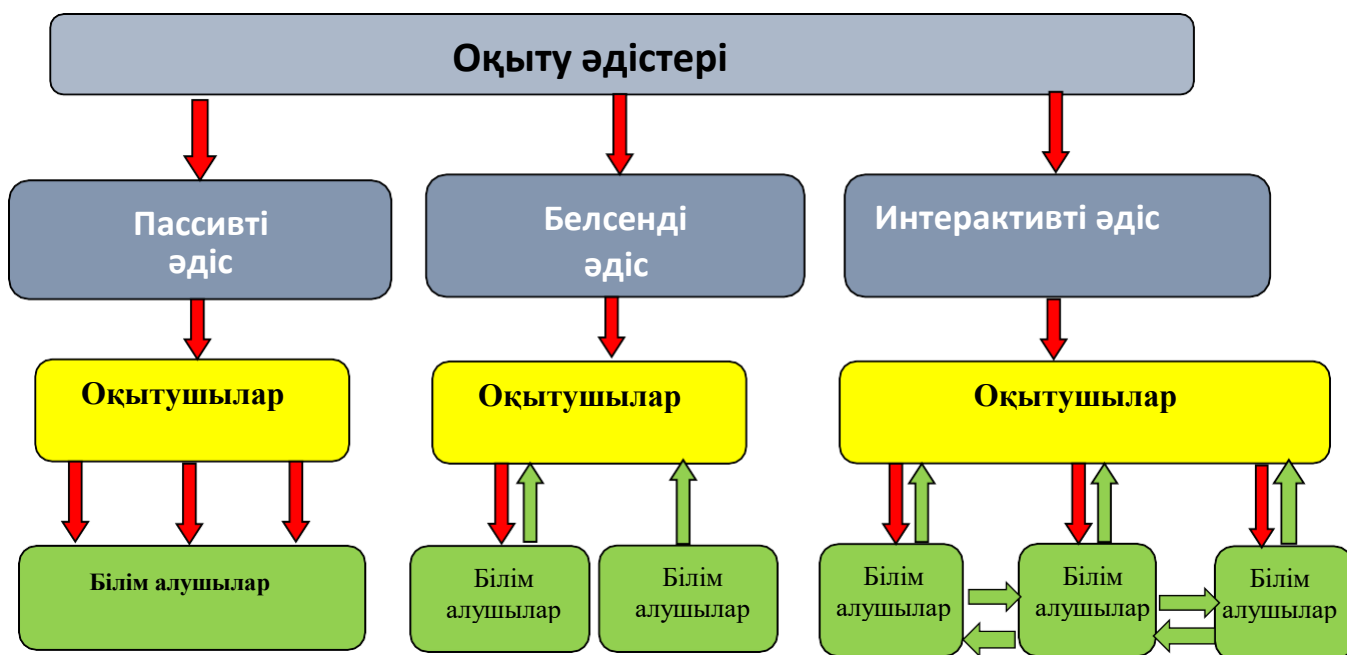 Оқыту әдістері
Пассивті
әдіс
Белсенді
әдіс
Интерактивті әдіс
Оқытушылар
Оқытушылар
Оқытушылар
Білім алушылар
Білім
алушылар
Білім
алушылар
Білім
алушылар
Білім
алушылар
Білім
алушылар